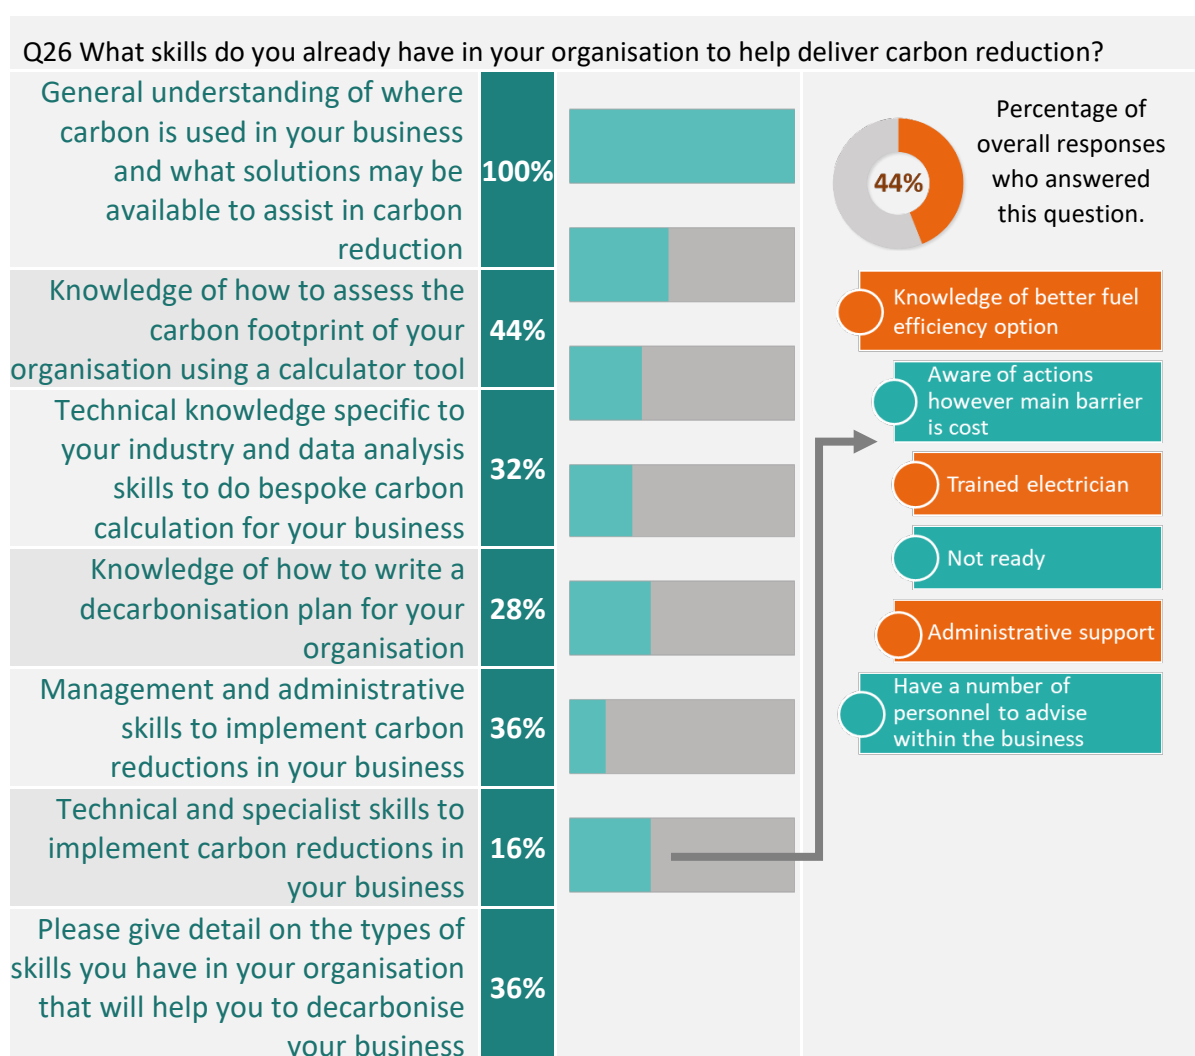 Q26 What skills do you already have in your organisation to help deliver carbon reduction?
General understanding of where
carbon is used in your business
and what solutions may be
available to assist in carbon
reduction
100%
Knowledge of how to assess the
carbon footprint of your
organisation using a calculator tool
44%
Technical knowledge specific to
your industry and data analysis
skills to do bespoke carbon
calculation for your business
32%
Knowledge of how to write a
decarbonisation plan for your
organisation
28%
Management and administrative
skills to implement carbon
reductions in your business
36%
Technical and specialist skills to
implement carbon reductions in
your business
16%
Please give detail on the types of
skills you have in your organisation
that will help you to decarbonise
your business
36%
44%
Percentage of
overall responses
who answered
this question.
Knowledge of better fuel
efficiency option
Aware of actions
however main barrier
is cost
Trained electrician
Not ready
Administrative support
Have a number of
personnel to advise
within the business